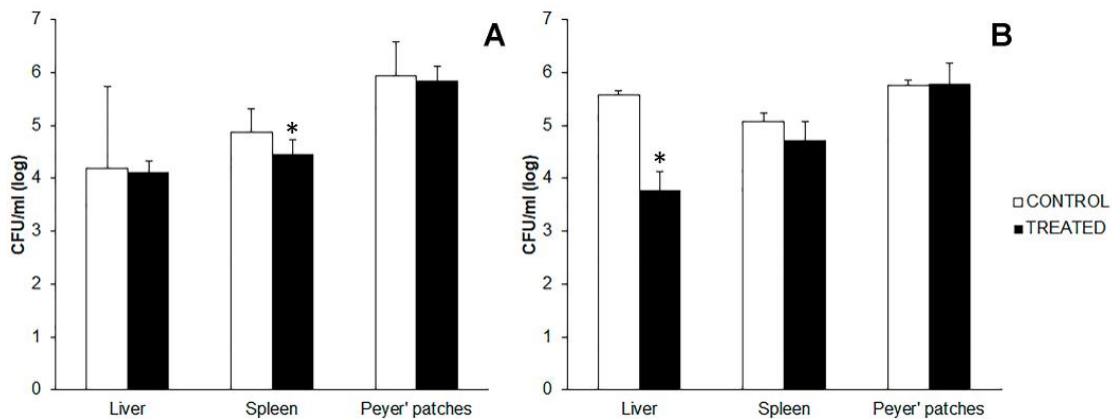 A
CFU/ml (log)
7
6
5
4
3
2
1
0
*
Liver Spleen Peyer' patches
B
CFU/ml (log)
7
6
5
4
3
2
1
0
*
Liver Spleen Peyer' patches
CONTROL
TREATED